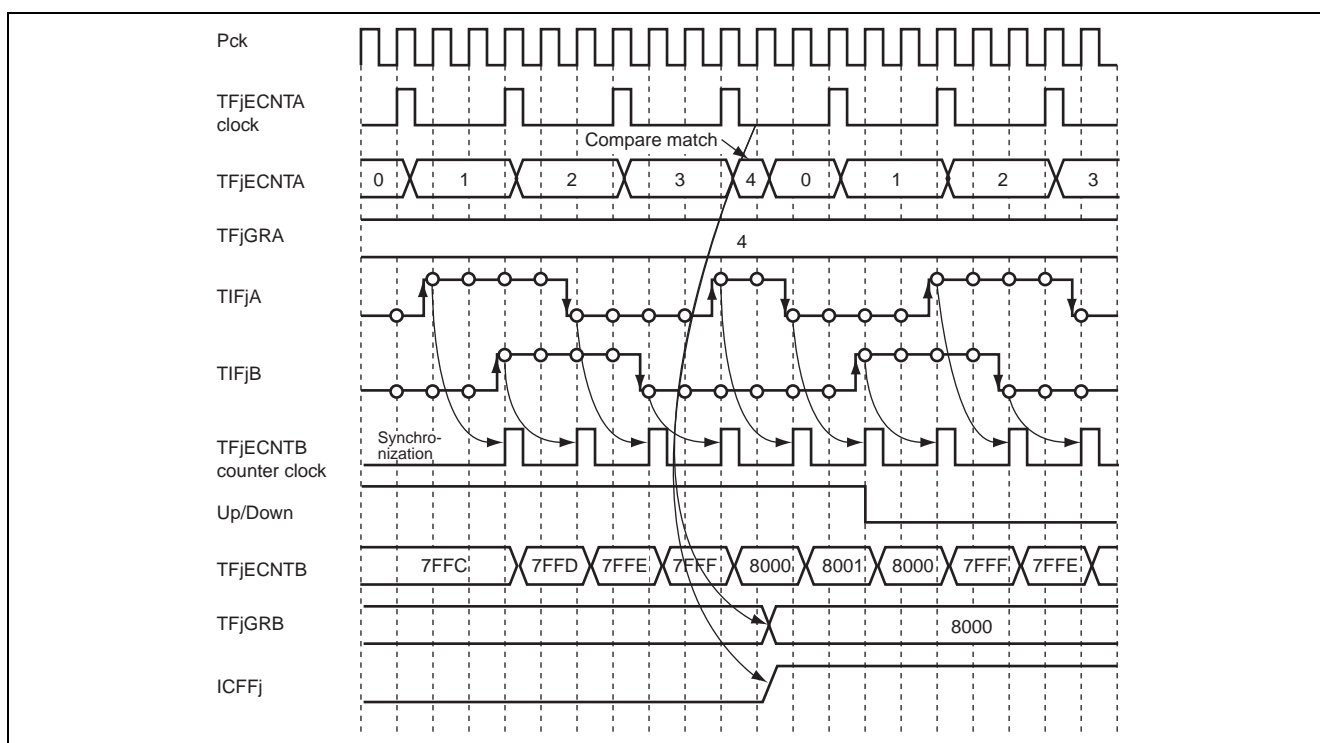 Pck
TFjECNTA
clock
Compare match
TFjECNTA
0 1 2 3 4 0 1 2 3
TFjGRA
4
TIFjA
TIFjB
TFjECNTB
counter clock
Synchro-
nization
Up/Down
TFjECNTB
7FFC 7FFD 7FFE 7FFF 8000 8001 8000 7FFF 7FFE
TFjGRB
8000
ICFFj